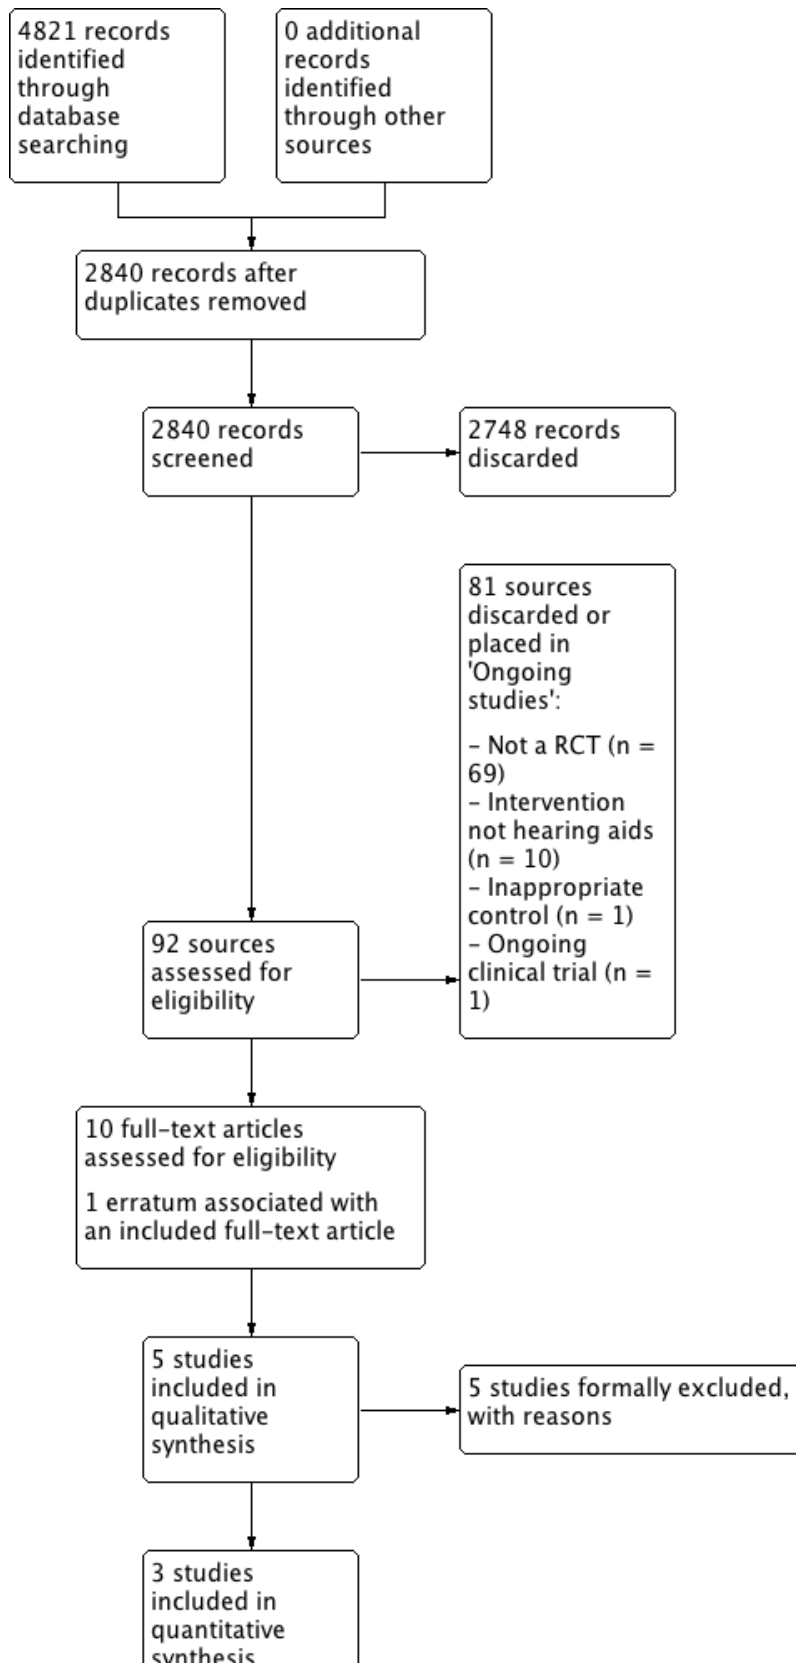 4821 records
identified
through
database
searching
0 additional
records
identified
through other
sources
2840 records after
duplicates removed
2840 records
screened
2748 records
discarded
81 sources
discarded or
placed in
'Ongoing
studies':
– Not a RCT (n =
69)
– Intervention
not hearing aids
(n = 10)
– Inappropriate
control (n = 1)
– Ongoing
clinical trial (n =
1)
92 sources
assessed for
eligibility
10 full–text articles
assessed for eligibility
1 erratum associated with
an included full–text article
5 studies
included in
qualitative
synthesis
5 studies formally excluded,
with reasons
3 studies
included in
quantitative
synthesis